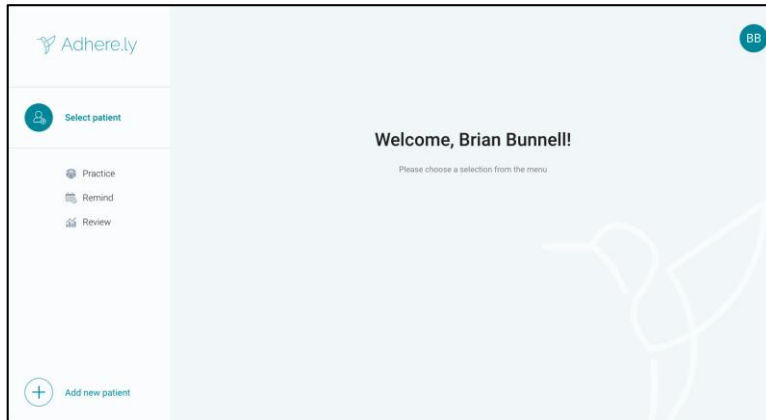 Adhere.ly
BB
Select patient
Welcome, Brian Bunnell!
Please choose a selection from the menu
Practice
Remind
Review
Add new patient